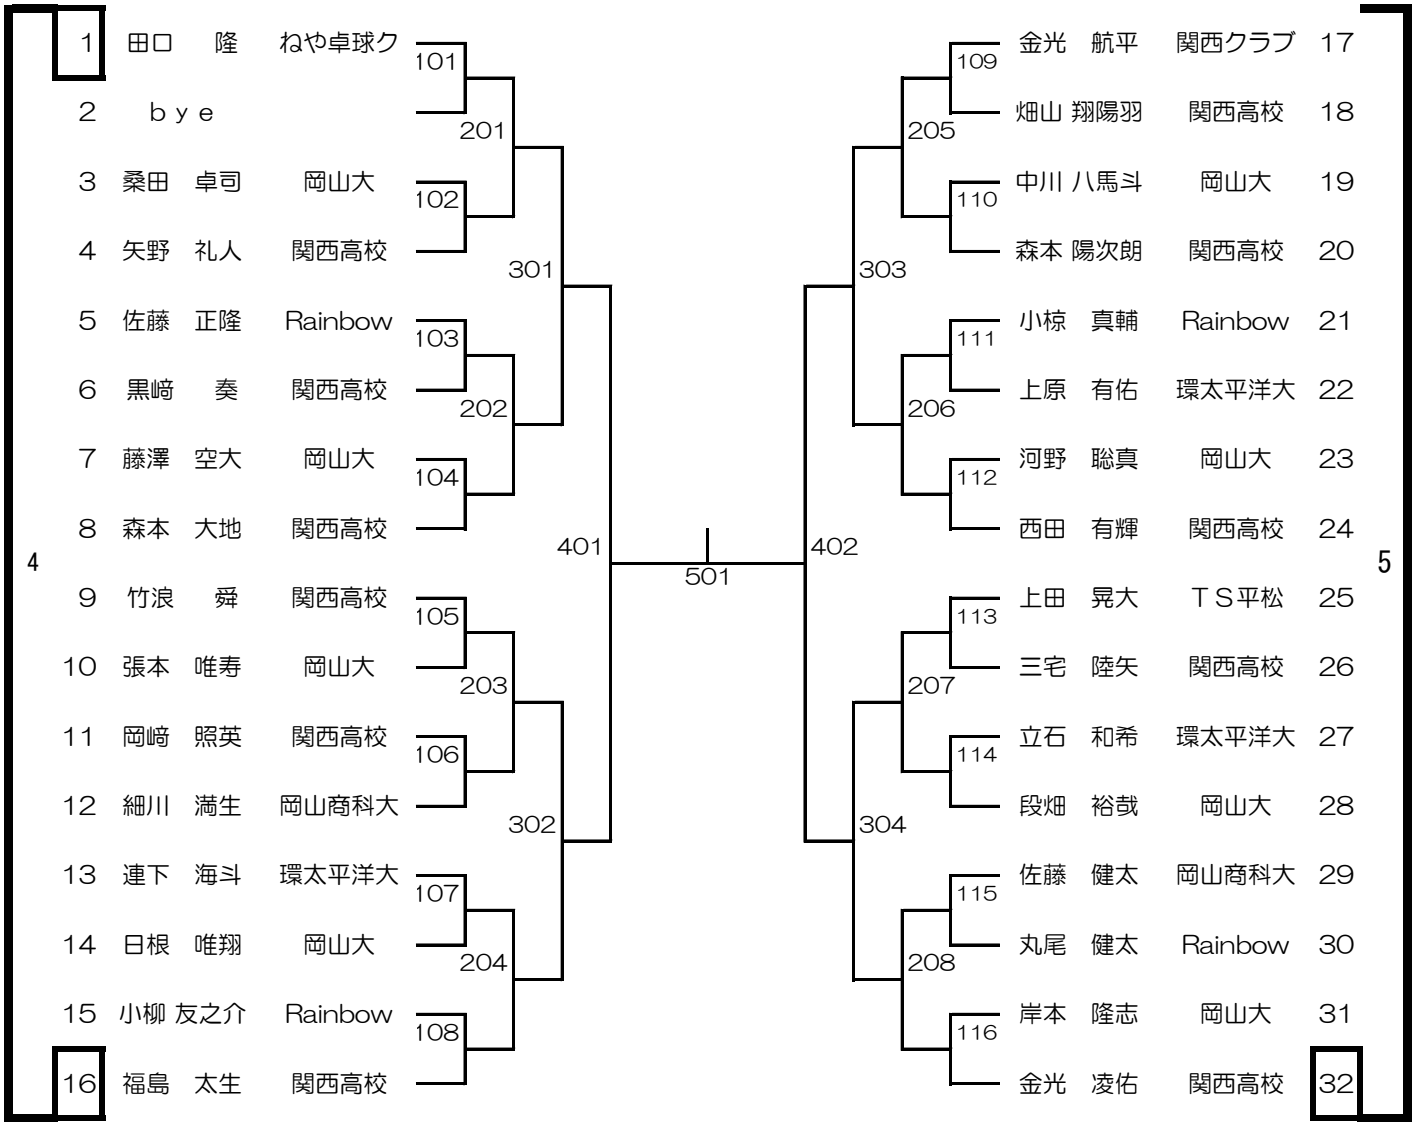 1 田口 隆 ねや卓球ク 金光 航平 関西クラブ 17
101 109
2 bye 畑山 翔陽羽 関西高校 18
201 205
3 桑田 卓司 岡山大 中川 八馬斗 岡山大 19
102 110
4 矢野 礼人 関西高校 森本 陽次朗 関西高校 20
301 303
5 佐藤 正隆 Rainbow 小椋 真輔 Rainbow 21
103 111
6 黒﨑 奏 関西高校 上原 有佑 環太平洋大 22
202 206
7 藤澤 空大 岡山大 河野 聡真 岡山大 23
104 112
8 森本 大地 関西高校 西田 有輝 関西高校 24
401 402
4 5
501
9 竹浪 舜 関西高校 上田 晃大 TS平松 25
105 113
10 張本 唯寿 岡山大 三宅 陸矢 関西高校 26
203 207
11 岡﨑 照英 関西高校 立石 和希 環太平洋大 27
106 114
12 細川 満生 岡山商科大 段畑 裕哉 岡山大 28
302 304
13 連下 海斗 環太平洋大 佐藤 健太 岡山商科大 29
107 115
14 日根 唯翔 岡山大 丸尾 健太 Rainbow 30
204 208
15 小柳 友之介 Rainbow 岸本 隆志 岡山大 31
108 116
16 福島 太生 関西高校 金光 凌佑 関西高校 32